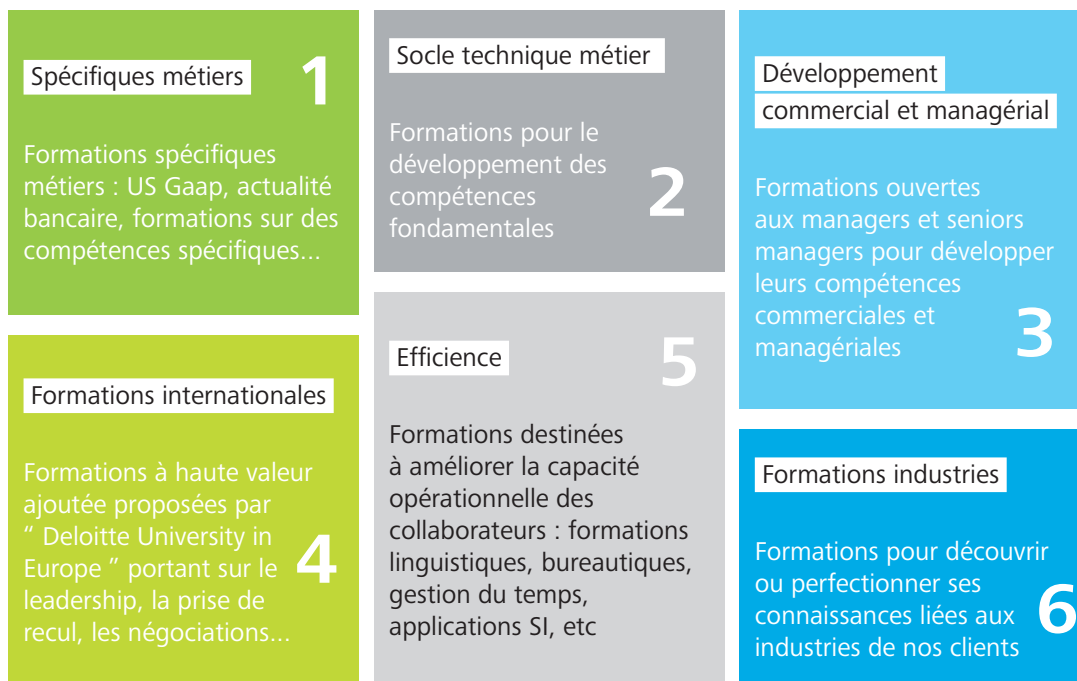 Spécifiques métiers
1
Formations spécifiques
métiers : US Gaap, actualité
bancaire, formations sur des
compétences spécifiques...
Socle technique métier
Formations pour le
développement des
compétences
fondamentales
2
Développement
commercial et managérial
Formations ouvertes
aux managers et seniors
managers pour développer
leurs compétences
commerciales et
managériales
3
Formations internationales
Formations à haute valeur
ajoutée proposées par
“ Deloitte University in
Europe ” portant sur le
leadership, la prise de
recul, les négociations...
4
Efficience
5
Formations destinées
à améliorer la capacité
opérationnelle des
collaborateurs : formations
linguistiques, bureautiques,
gestion du temps,
applications SI, etc
Formations industries
Formations pour découvrir
ou perfectionner ses
connaissances liées aux
industries de nos clients
6